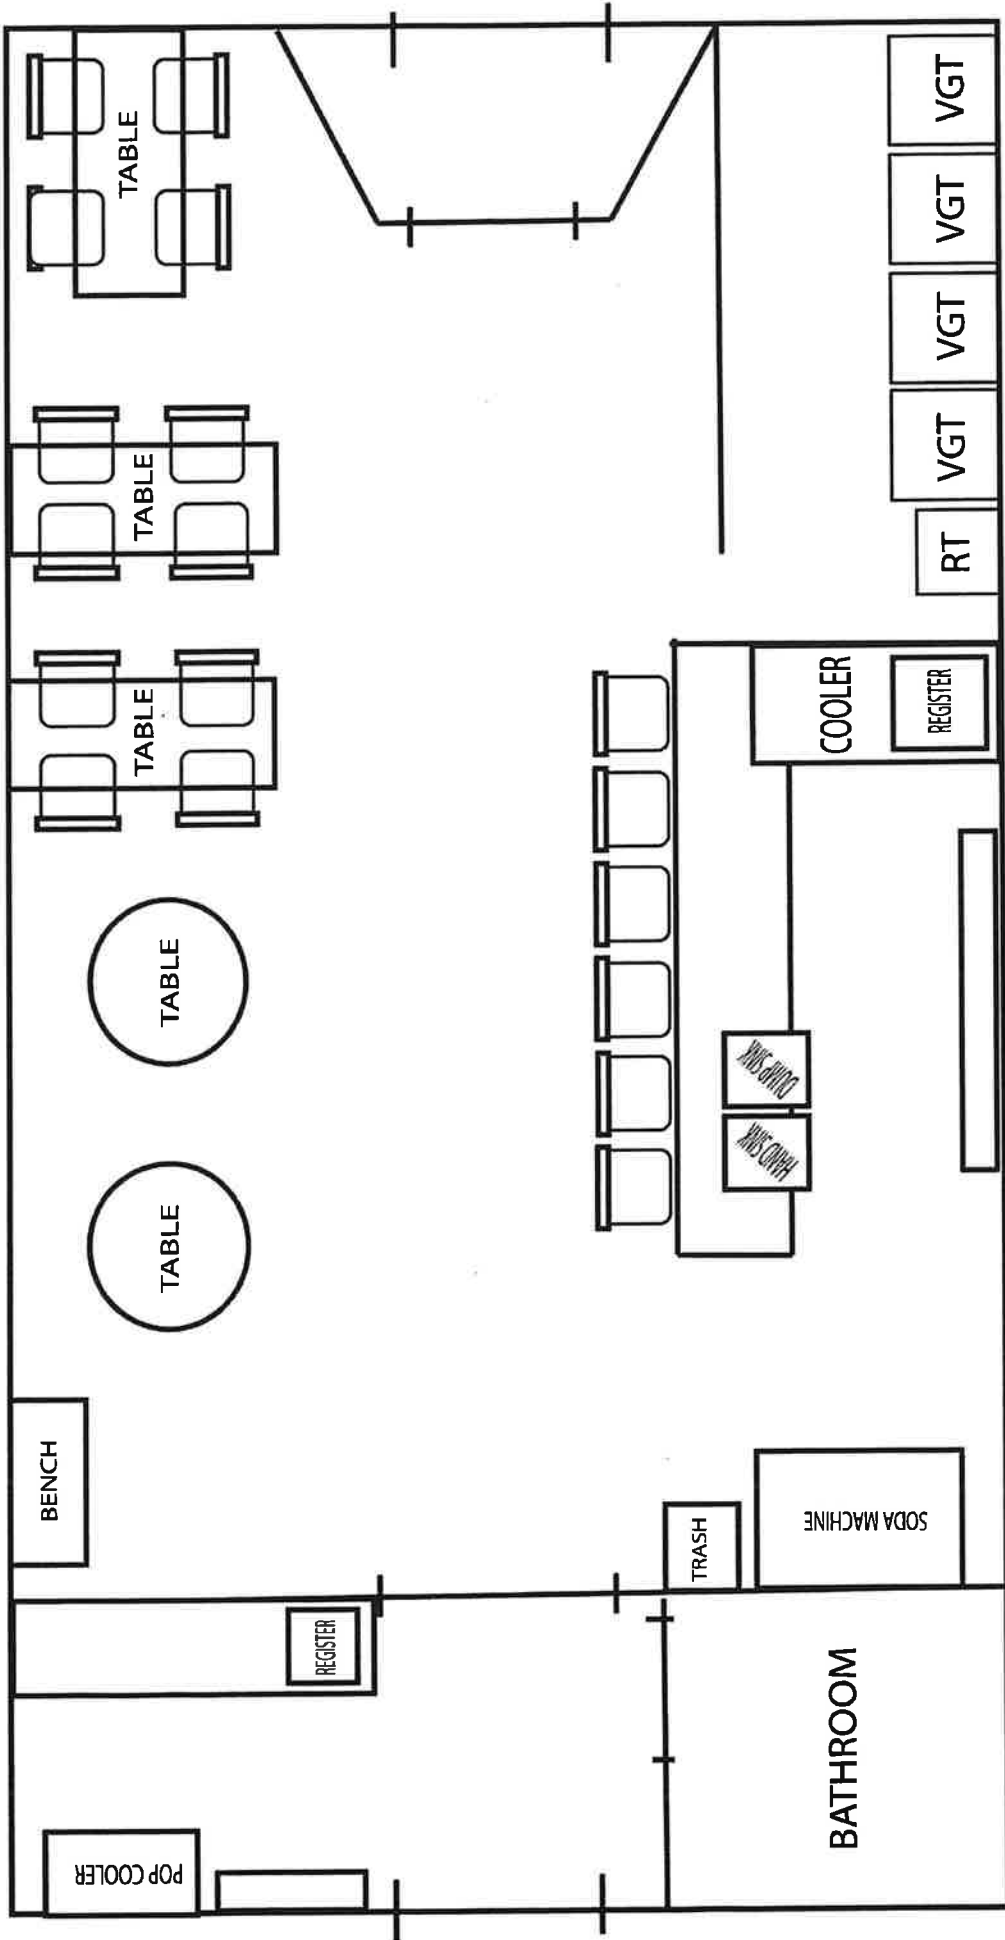 TABLE
VGT
VGT
VGT
VGT
TABLE
RT
TABLE
COOLER
REGISTER
TABLE
DUMP SINK
HAND SINK
TABLE
BENCH
TRASH
SODA MACHINE
REGISTER
BATHROOM
POP COOLER